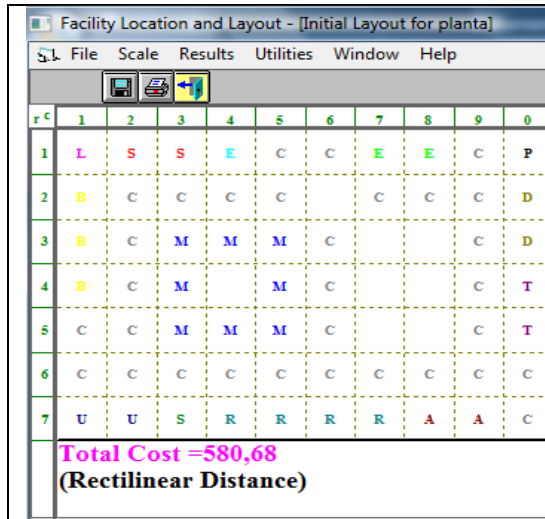 Facility Location and Layout - [Initial Layout for planta]
File Scale Results Utilities Window Help
r c 1 2 3 4 5 6 7 8 9 0
1 L S S E C C E E C P
2 B C C C C C C C D
3 B C M M M C C D
4 B C M M C C T
5 C C M M M C C T
6 C C C C C C C C C C
7 U U S R R R R A A C
Total Cost =580,68
(Rectilinear Distance)